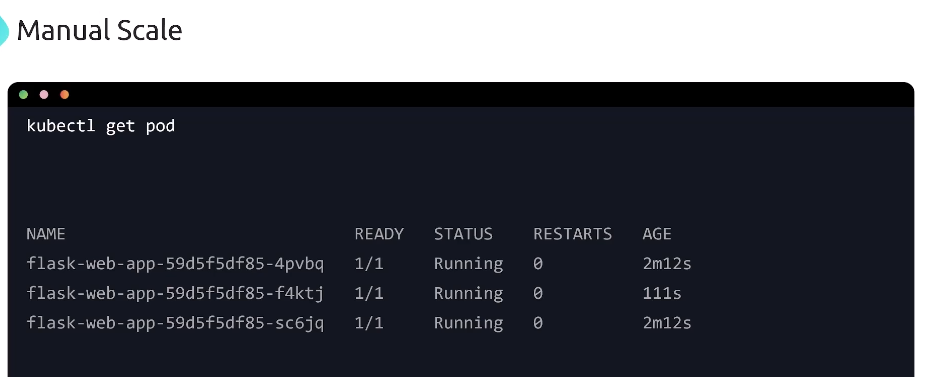 Manual Scale
kubectl get pod
NAME READY STATUS RESTARTS AGE
flask-web-app-59d5f5df85-4pvbq 1/1 Running 0 2m12s
flask-web-app-59d5f5df85-f4ktj 1/1 Running 0 111s
flask-web-app-59d5f5df85-sc6jq 1/1 Running 0 2m12s